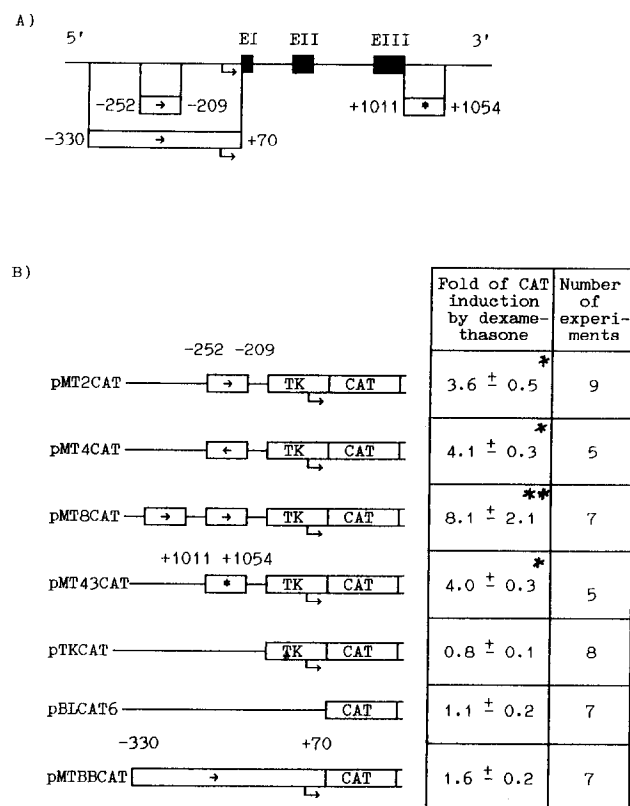 A)
5' EI EII EIII 3'
-252 → -209 +1011 * +1054
-330 → +70
B)
Fold of CAT induction by dexame-thasone
Number of experi-ments
-252 -209
pMT2CAT → TK CAT 3.6 ± 0.5 * 9
pMT4CAT ← TK CAT 4.1 ± 0.3 * 5
pMT8CAT → → TK CAT 8.1 ± 2.1 ** 7
+1011 +1054
pMT43CAT * TK CAT 4.0 ± 0.3 * 5
pTKCAT TK CAT 0.8 ± 0.1 8
pBLCAT6 CAT 1.1 ± 0.2 7
-330 +70
pMTBBCAT → CAT 1.6 ± 0.2 7